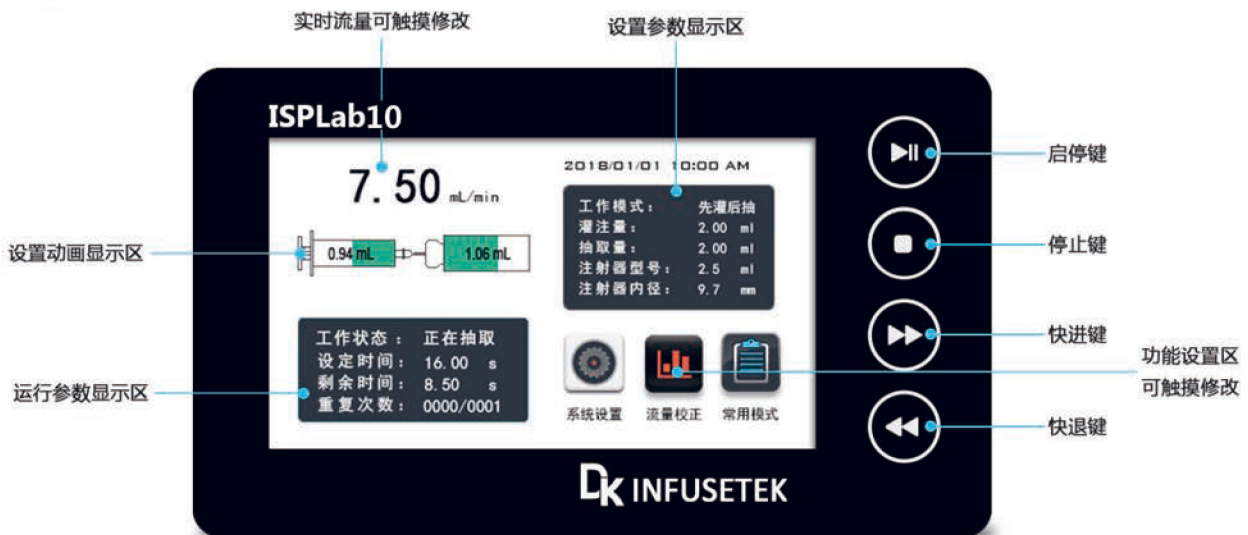 实时流量可触摸修改
设置参数显示区
ISPLab10
7.50 mL/min
2018/01/01 10:00 AM
工作模式： 先灌后抽
灌注量： 2.00 ml
抽取量： 2.00 ml
注射器型号： 2.5 ml
注射器内径： 9.7 mm
启停键
设置动画显示区
0.94 mL
1.06 mL
停止键
工作状态： 正在抽取
设定时间： 16.00 s
剩余时间： 8.50 s
重复次数： 0000/0001
运行参数显示区
系统设置
流量校正
常用模式
快进键
功能设置区
可触摸修改
快退键
DK INFUSETEK